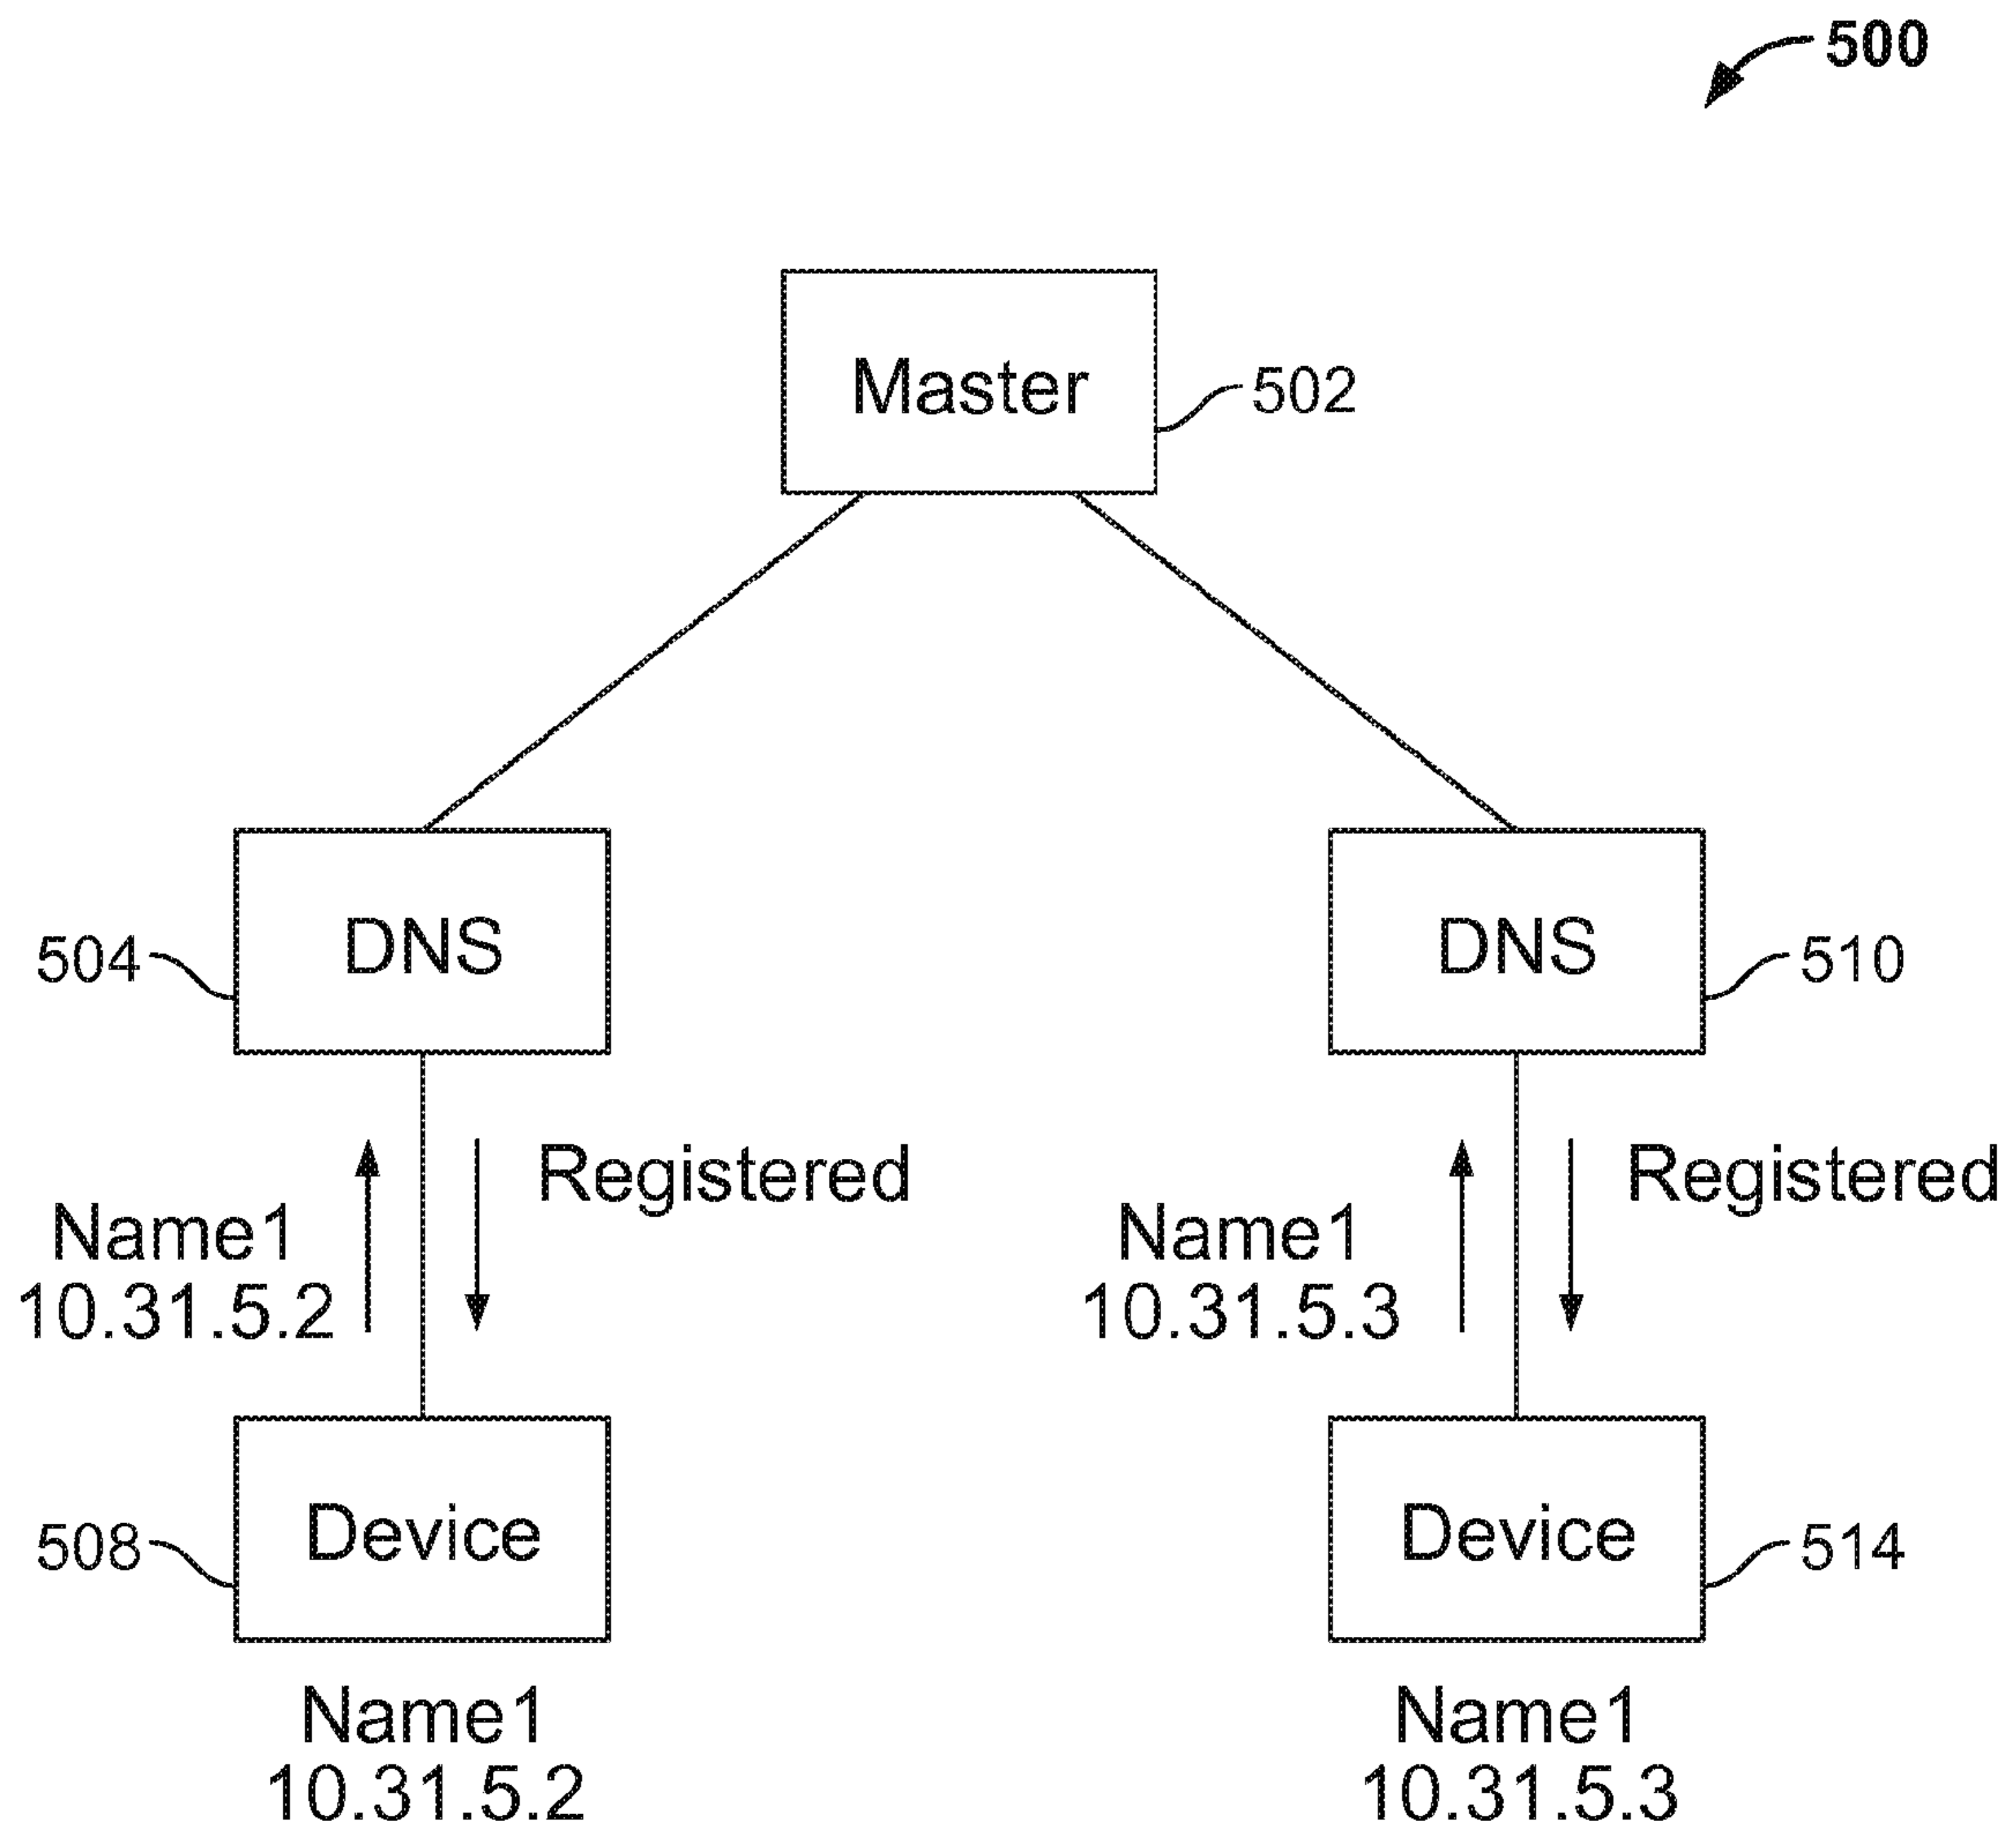 500
Master
502
DNS
504
DNS
510
Registered
Name1
10.31.5.2
Registered
Name1
10.31.5.3
Device
508
Device
514
Name1
10.31.5.2
Name1
10.31.5.3